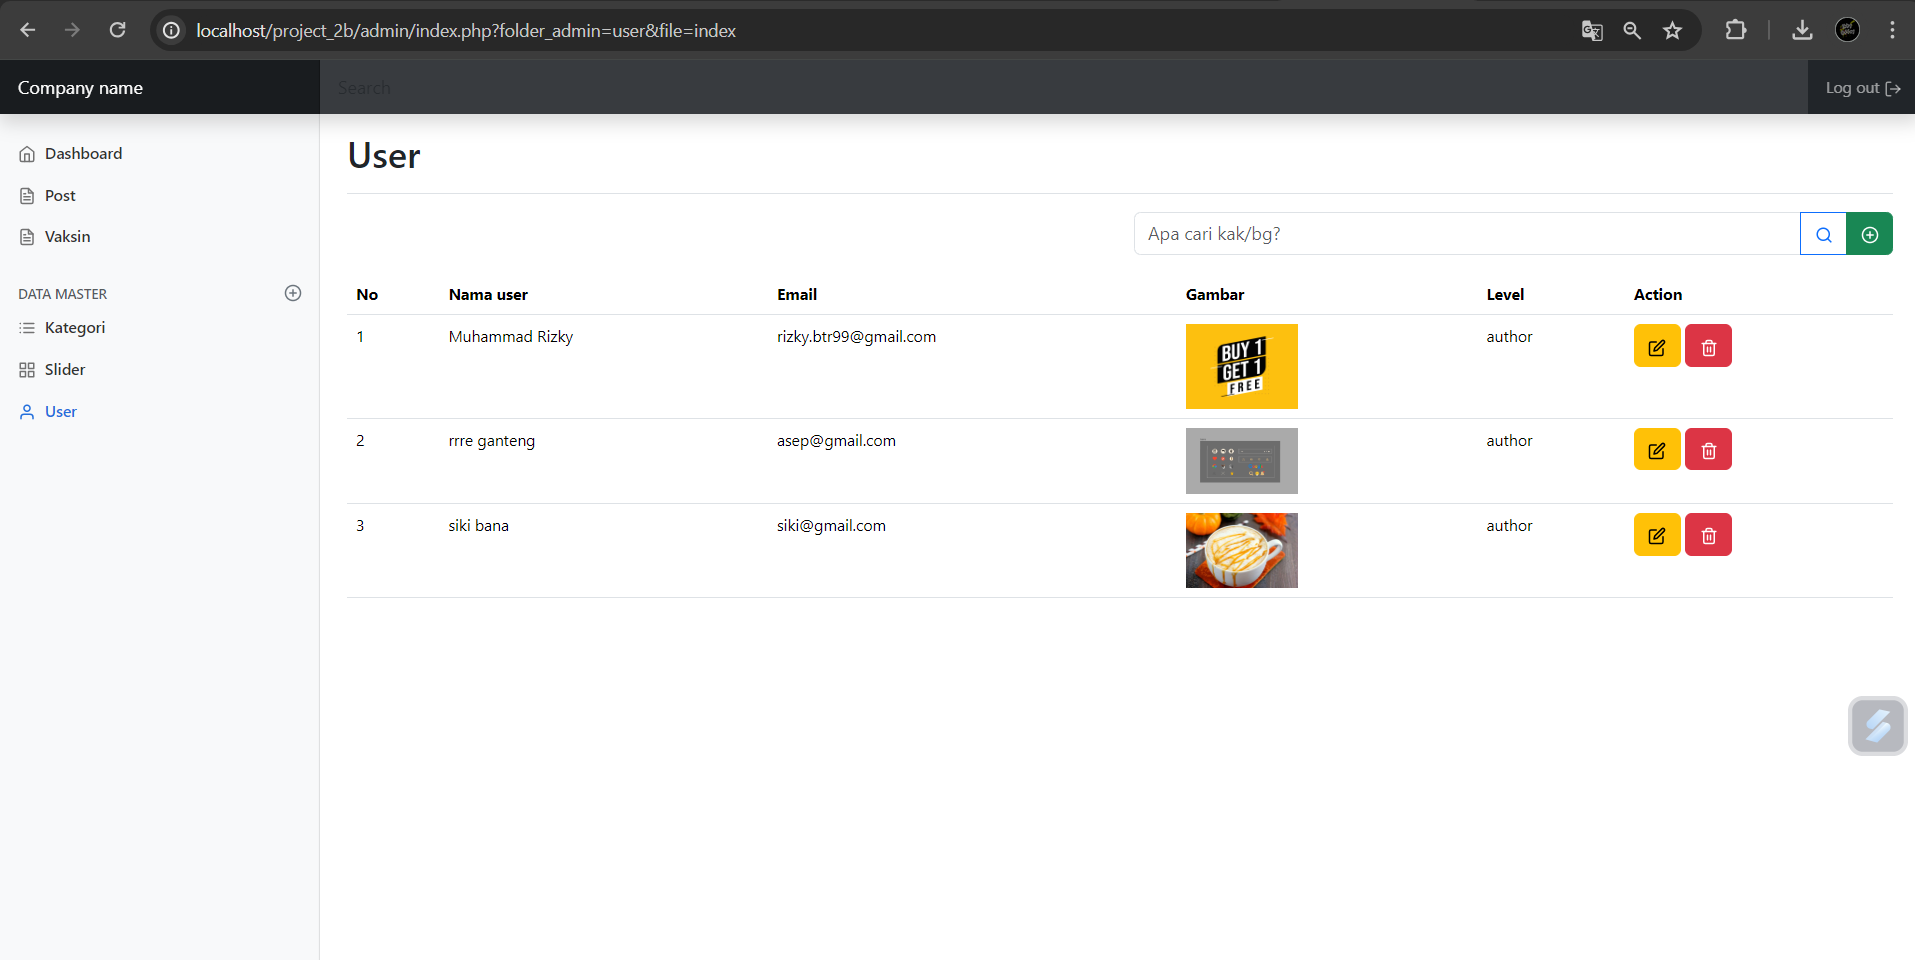 localhost/project_2b/admin/index.php?folder_admin=user&file=index
Company name
Search
Log out
Dashboard
Post
Vaksin
DATA MASTER
Kategori
Slider
User
User
Apa cari kak/bg?
No Nama user Email Gambar Level Action
1 Muhammad Rizky rizky.btr99@gmail.com author
BUY 1
GET 1
FREE
2 rrre ganteng asep@gmail.com author
3 siki bana siki@gmail.com author